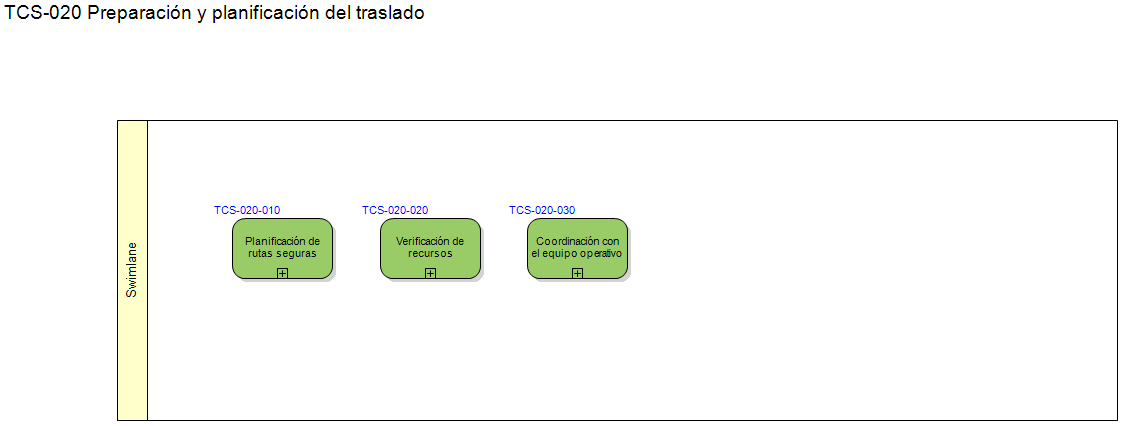 TCS-020 Preparación y planificación del traslado
Swimlane
TCS-020-010
Planificación de
rutas seguras
TCS-020-020
Verificación de
recursos
TCS-020-030
Coordinación con
el equipo operativo